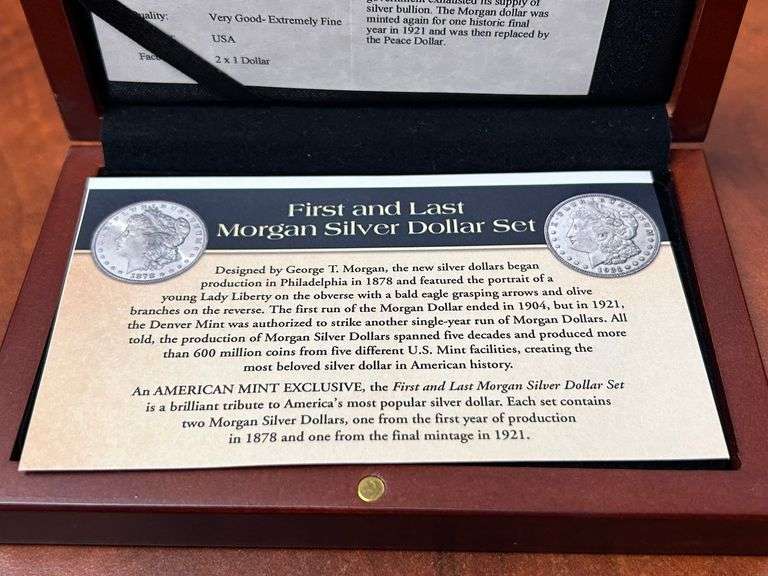 Quality: Very Good- Extremely Fine
USA
Face 2 x 1 Dollar
government exhausted its supply of
silver bullion. The Morgan dollar was
minted again for one historic final
year in 1921 and was then replaced by
the Peace Dollar.
First and Last
Morgan Silver Dollar Set
1878
1921
Designed by George T. Morgan, the new silver dollars began
production in Philadelphia in 1878 and featured the portrait of a
young Lady Liberty on the obverse with a bald eagle grasping arrows and olive
branches on the reverse. The first run of the Morgan Dollar ended in 1904, but in 1921,
the Denver Mint was authorized to strike another single-year run of Morgan Dollars. All
told, the production of Morgan Silver Dollars spanned five decades and produced more
than 600 million coins from five different U.S. Mint facilities, creating the
most beloved silver dollar in American history.
An AMERICAN MINT EXCLUSIVE, the First and Last Morgan Silver Dollar Set
is a brilliant tribute to America's most popular silver dollar. Each set contains
two Morgan Silver Dollars, one from the first year of production
in 1878 and one from the final mintage in 1921.